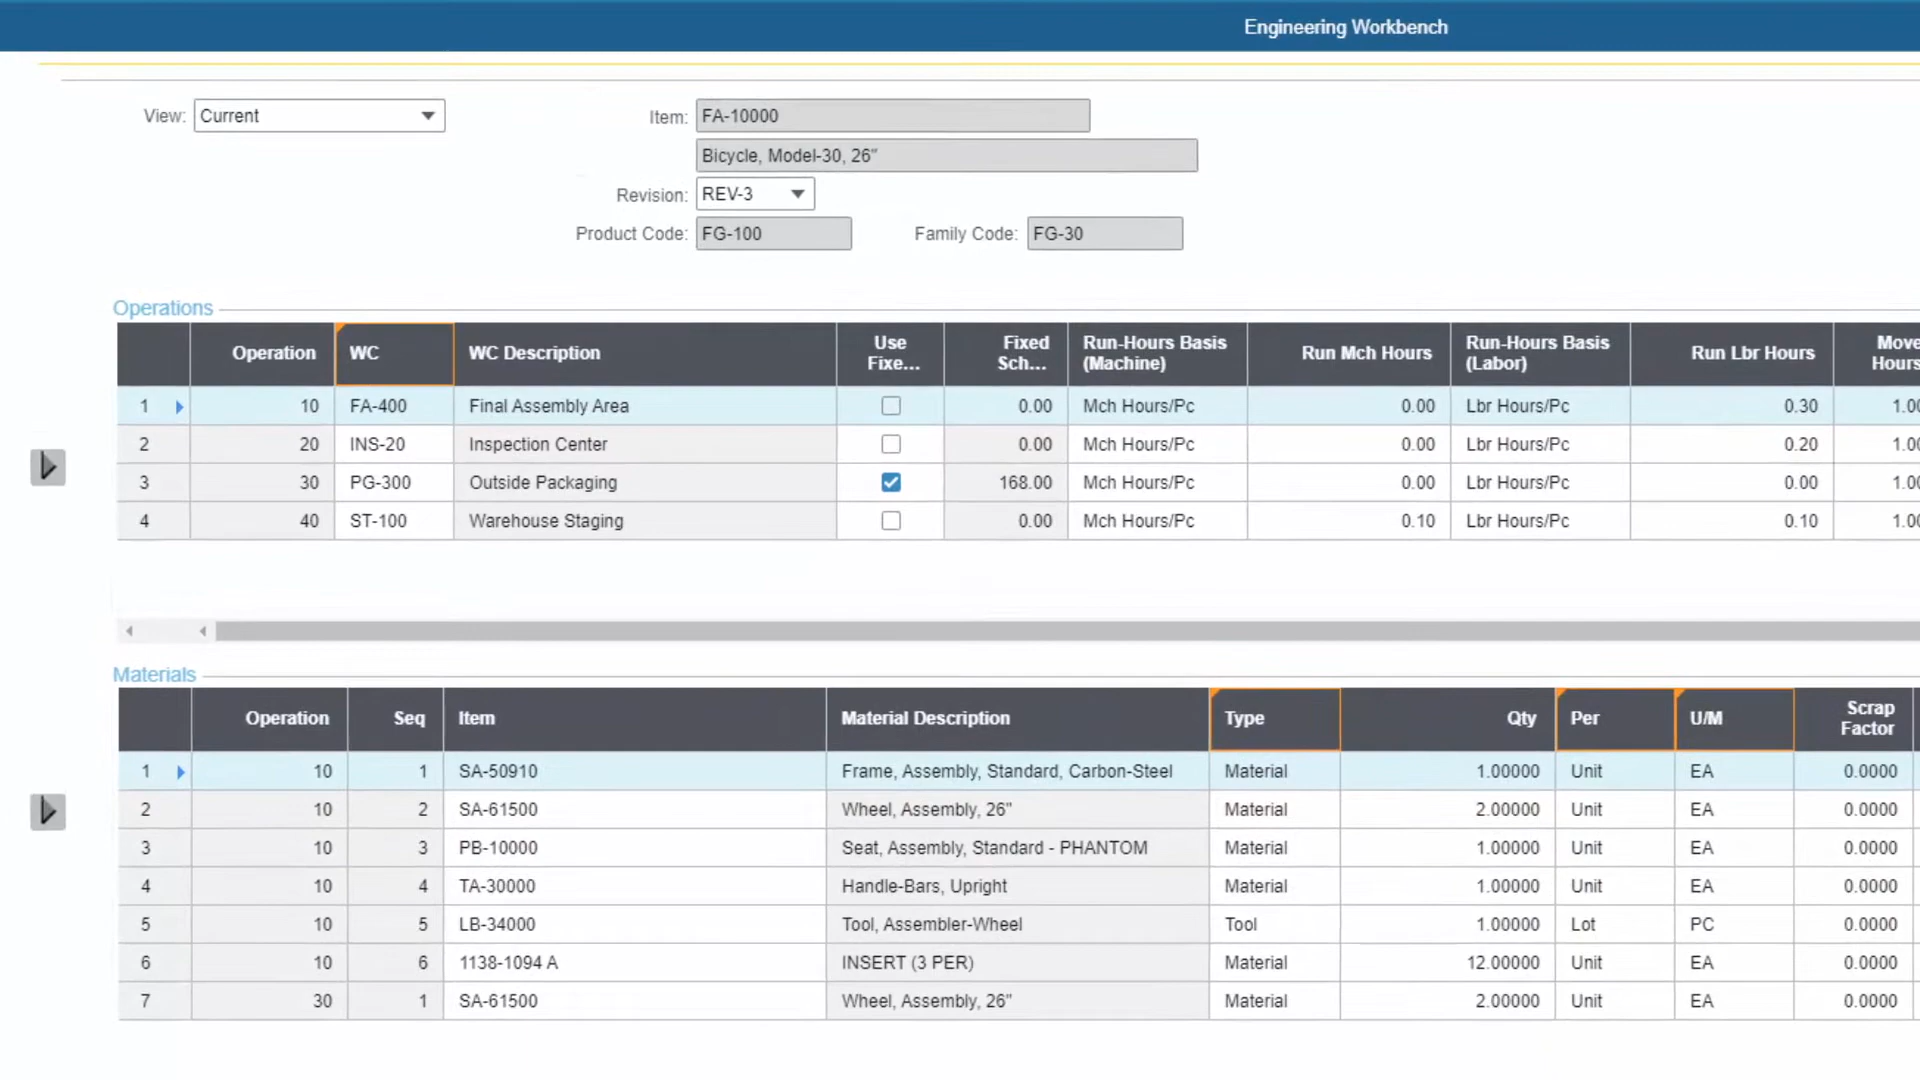 Engineering Workbench
View: Current
Item: FA-10000
Bicycle, Model-30, 26"
Revision: REV-3
Product Code: FG-100 Family Code: FG-30
Operations
Operation WC WC Description Use Fixe... Fixed Sch... Run-Hours Basis (Machine) Run Mch Hours Run-Hours Basis (Labor) Run Lbr Hours Move Hours
1 10 FA-400 Final Assembly Area 0.00 Mch Hours/Pc 0.00 Lbr Hours/Pc 0.30 1.00
2 20 INS-20 Inspection Center 0.00 Mch Hours/Pc 0.00 Lbr Hours/Pc 0.20 1.00
3 30 PG-300 Outside Packaging 168.00 Mch Hours/Pc 0.00 Lbr Hours/Pc 0.00 1.00
4 40 ST-100 Warehouse Staging 0.00 Mch Hours/Pc 0.10 Lbr Hours/Pc 0.10 1.00
Materials
Operation Seq Item Material Description Type Qty Per U/M Scrap Factor
1 10 1 SA-50910 Frame, Assembly, Standard, Carbon-Steel Material 1.00000 Unit EA 0.0000
2 10 2 SA-61500 Wheel, Assembly, 26" Material 2.00000 Unit EA 0.0000
3 10 3 PB-10000 Seat, Assembly, Standard - PHANTOM Material 1.00000 Unit EA 0.0000
4 10 4 TA-30000 Handle-Bars, Upright Material 1.00000 Unit EA 0.0000
5 10 5 LB-34000 Tool, Assembler-Wheel Tool 1.00000 Lot PC 0.0000
6 10 6 1138-1094 A INSERT (3 PER) Material 12.00000 Unit EA 0.0000
7 30 1 SA-61500 Wheel, Assembly, 26" Material 2.00000 Unit EA 0.0000